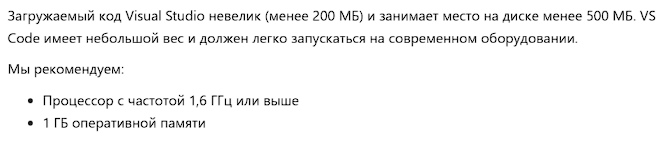 Загружаемый код Visual Studio невелик (менее 200 МБ) и занимает место на диске менее 500 МБ. VS
Code имеет небольшой вес и должен легко запускаться на современном оборудовании.
Мы рекомендуем:
• Процессор с частотой 1,6 ГГц или выше
• 1 ГБ оперативной памяти